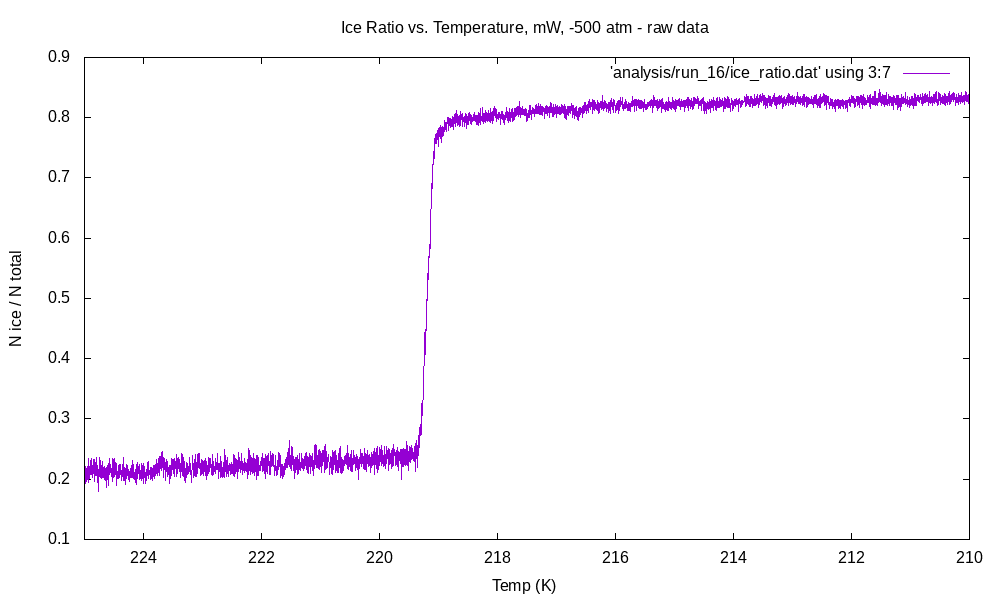 Ice Ratio vs. Temperature, mW, -500 atm - raw data
'analysis/run_16/ice_ratio.dat' using 3:7
0.9
0.8
0.7
0.6
0.5
0.4
0.3
0.2
0.1
N ice / N total
224 222 220 218 216 214 212 210
Temp (K)